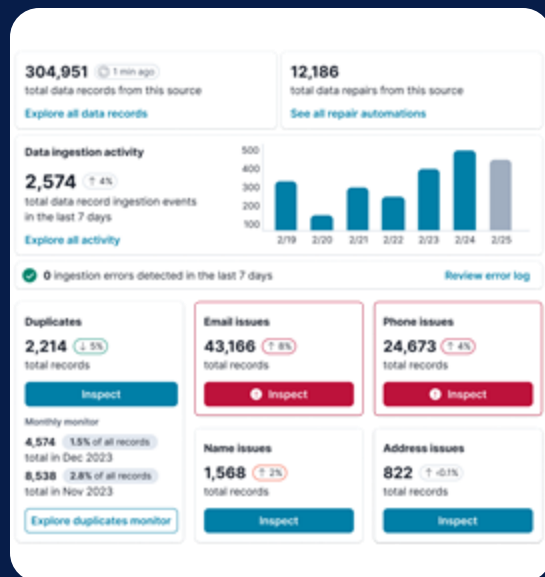 304,951 1 min ago
total data records from this source
Explore all data records
12,186
total data repairs from this source
See all repair automations
Data ingestion activity
2,574 ↑ 4%
total data record ingestion events
in the last 7 days
Explore all activity
500
400
300
200
100
2/19 2/20 2/21 2/22 2/23 2/24 2/25
0 ingestion errors detected in the last 7 days
Review error log
Duplicates
2,214 ↓ 5%
total records
Inspect
Monthly monitor
4,574 1.5% of all records
total in Dec 2023
8,538 2.8% of all records
total in Nov 2023
Explore duplicates monitor
Email issues
43,166 ↑ 8%
total records
Inspect
Phone issues
24,673 ↑ 4%
total records
Inspect
Name issues
1,568 ↑ 2%
total records
Inspect
Address issues
822 ↑ -0.1%
total records
Inspect